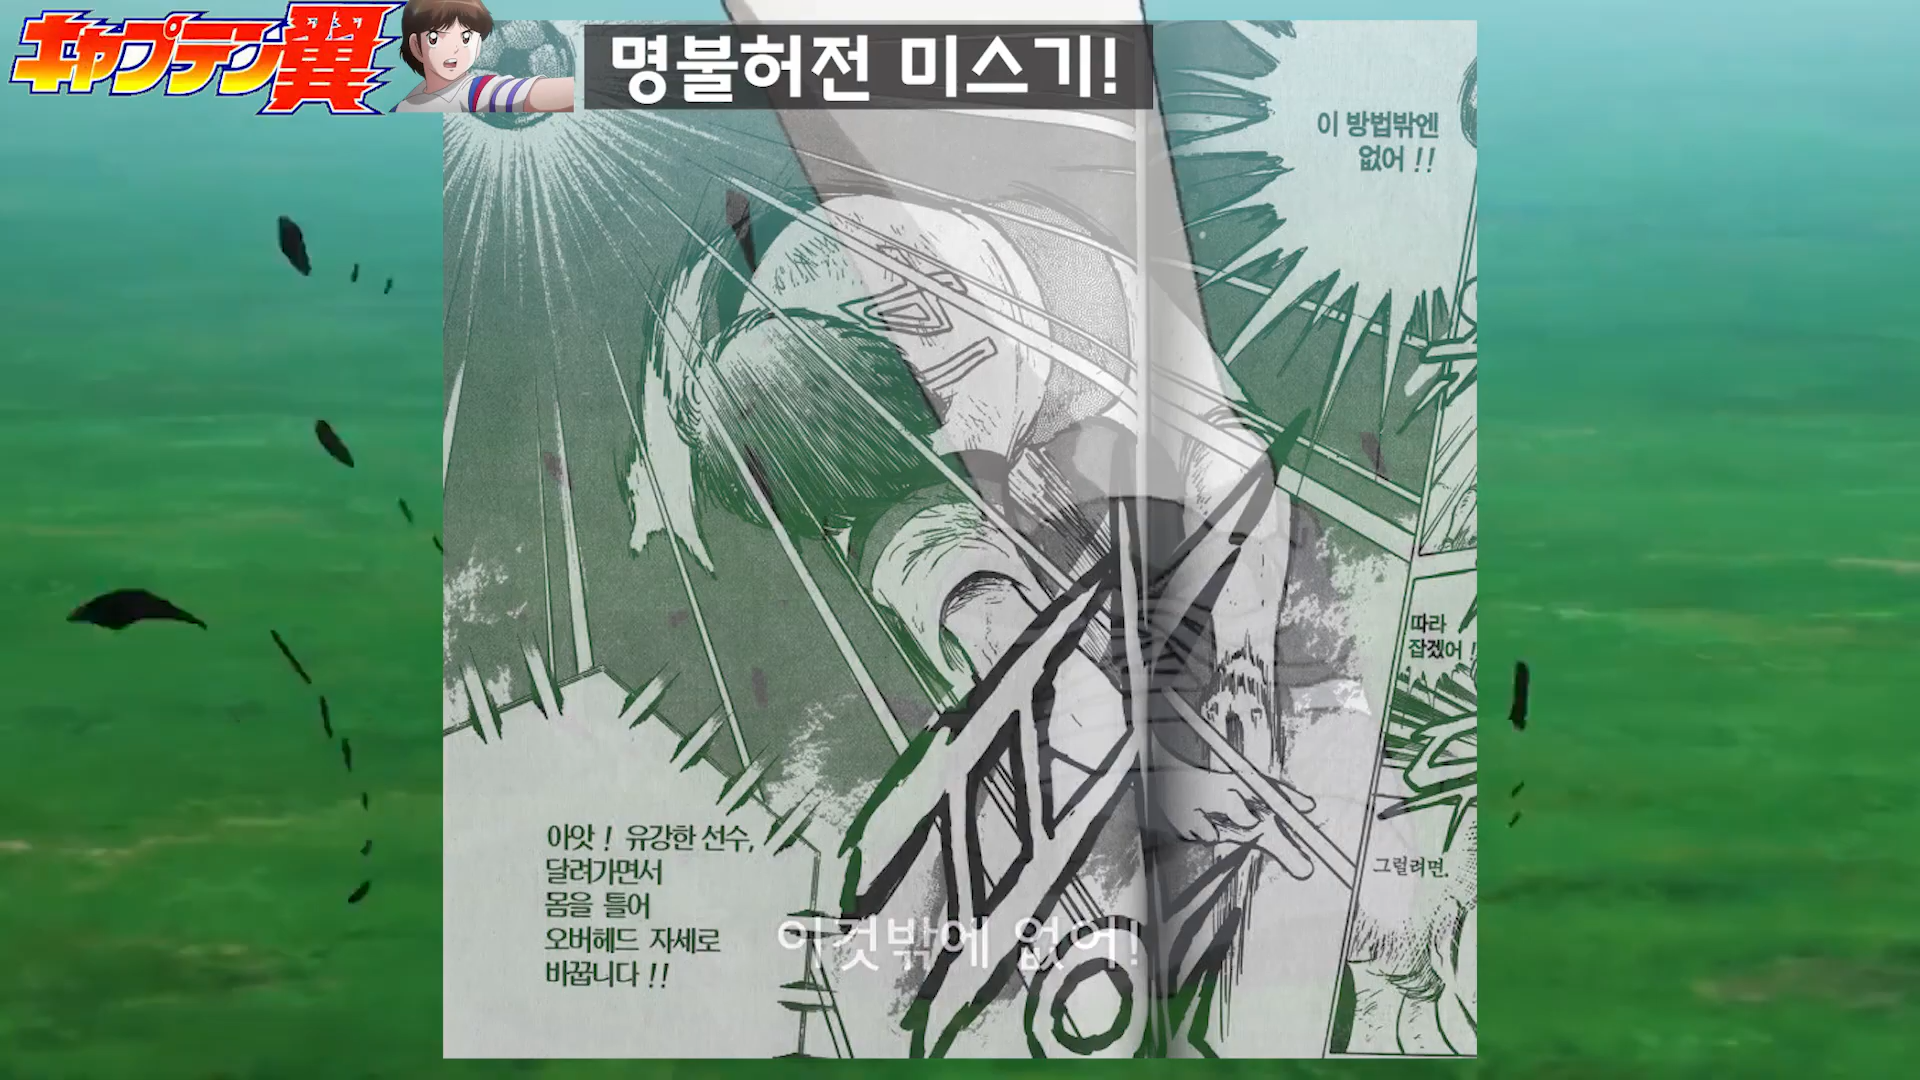 キャプテン翼
명불허전 미스기!
이 방법밖엔
없어!!
따라
잡겠어!
그럴려면.
아앗! 유강한 선수,
달려가면서
몸을 틀어
오버헤드 자세로
바꿉니다!!
이것밖에 없어!